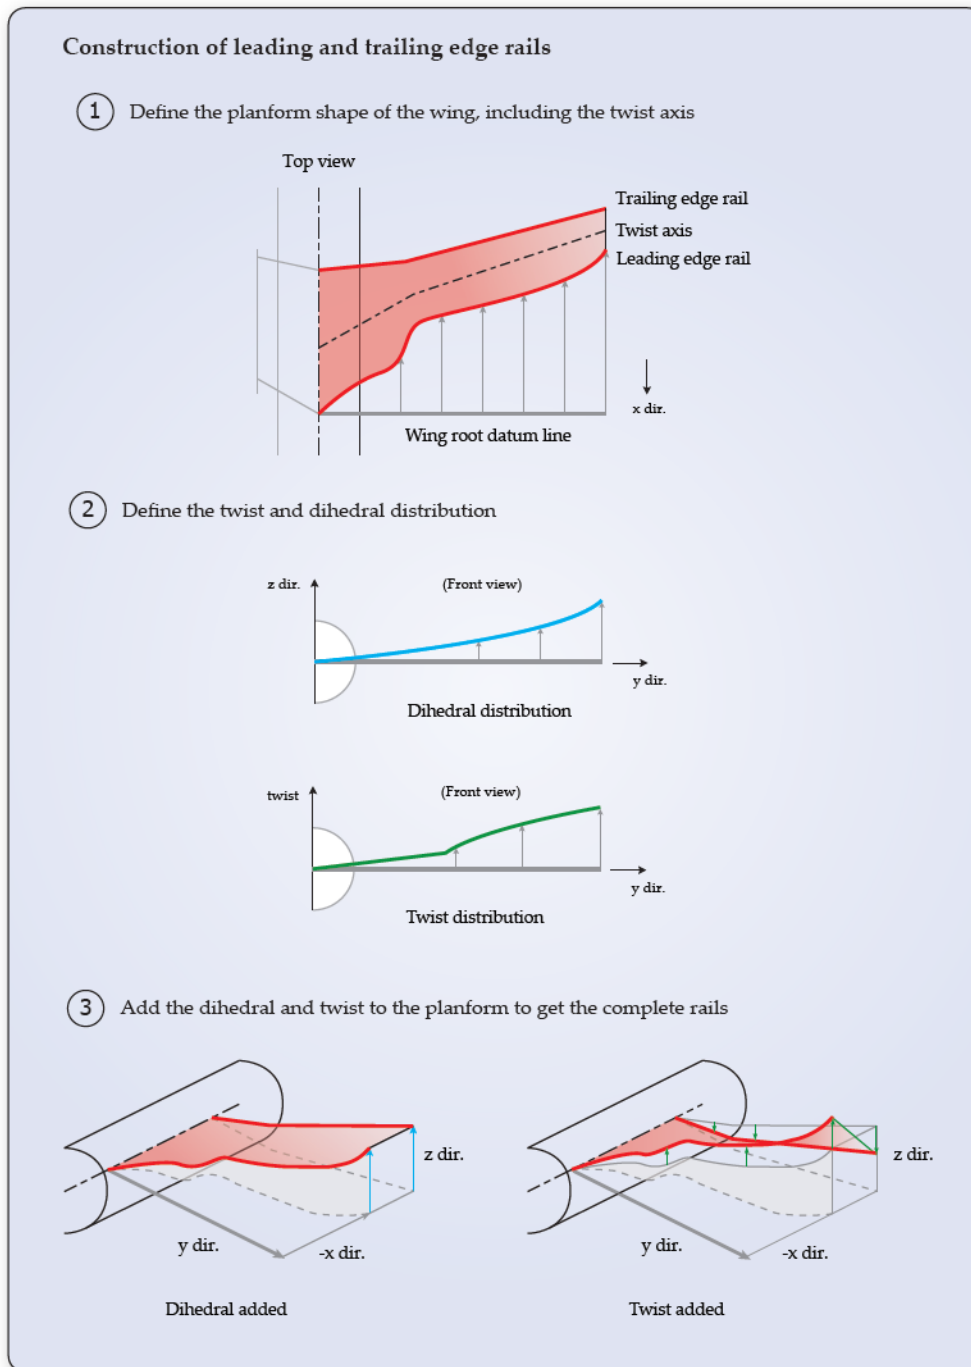 Construction of leading and trailing edge rails
1 Define the planform shape of the wing, including the twist axis
Top view
Trailing edge rail
Twist axis
Leading edge rail
x dir.
Wing root datum line
2 Define the twist and dihedral distribution
z dir.
(Front view)
y dir.
Dihedral distribution
twist
(Front view)
y dir.
Twist distribution
3 Add the dihedral and twist to the planform to get the complete rails
z dir.
y dir.
-x dir.
Dihedral added
z dir.
y dir.
-x dir.
Twist added